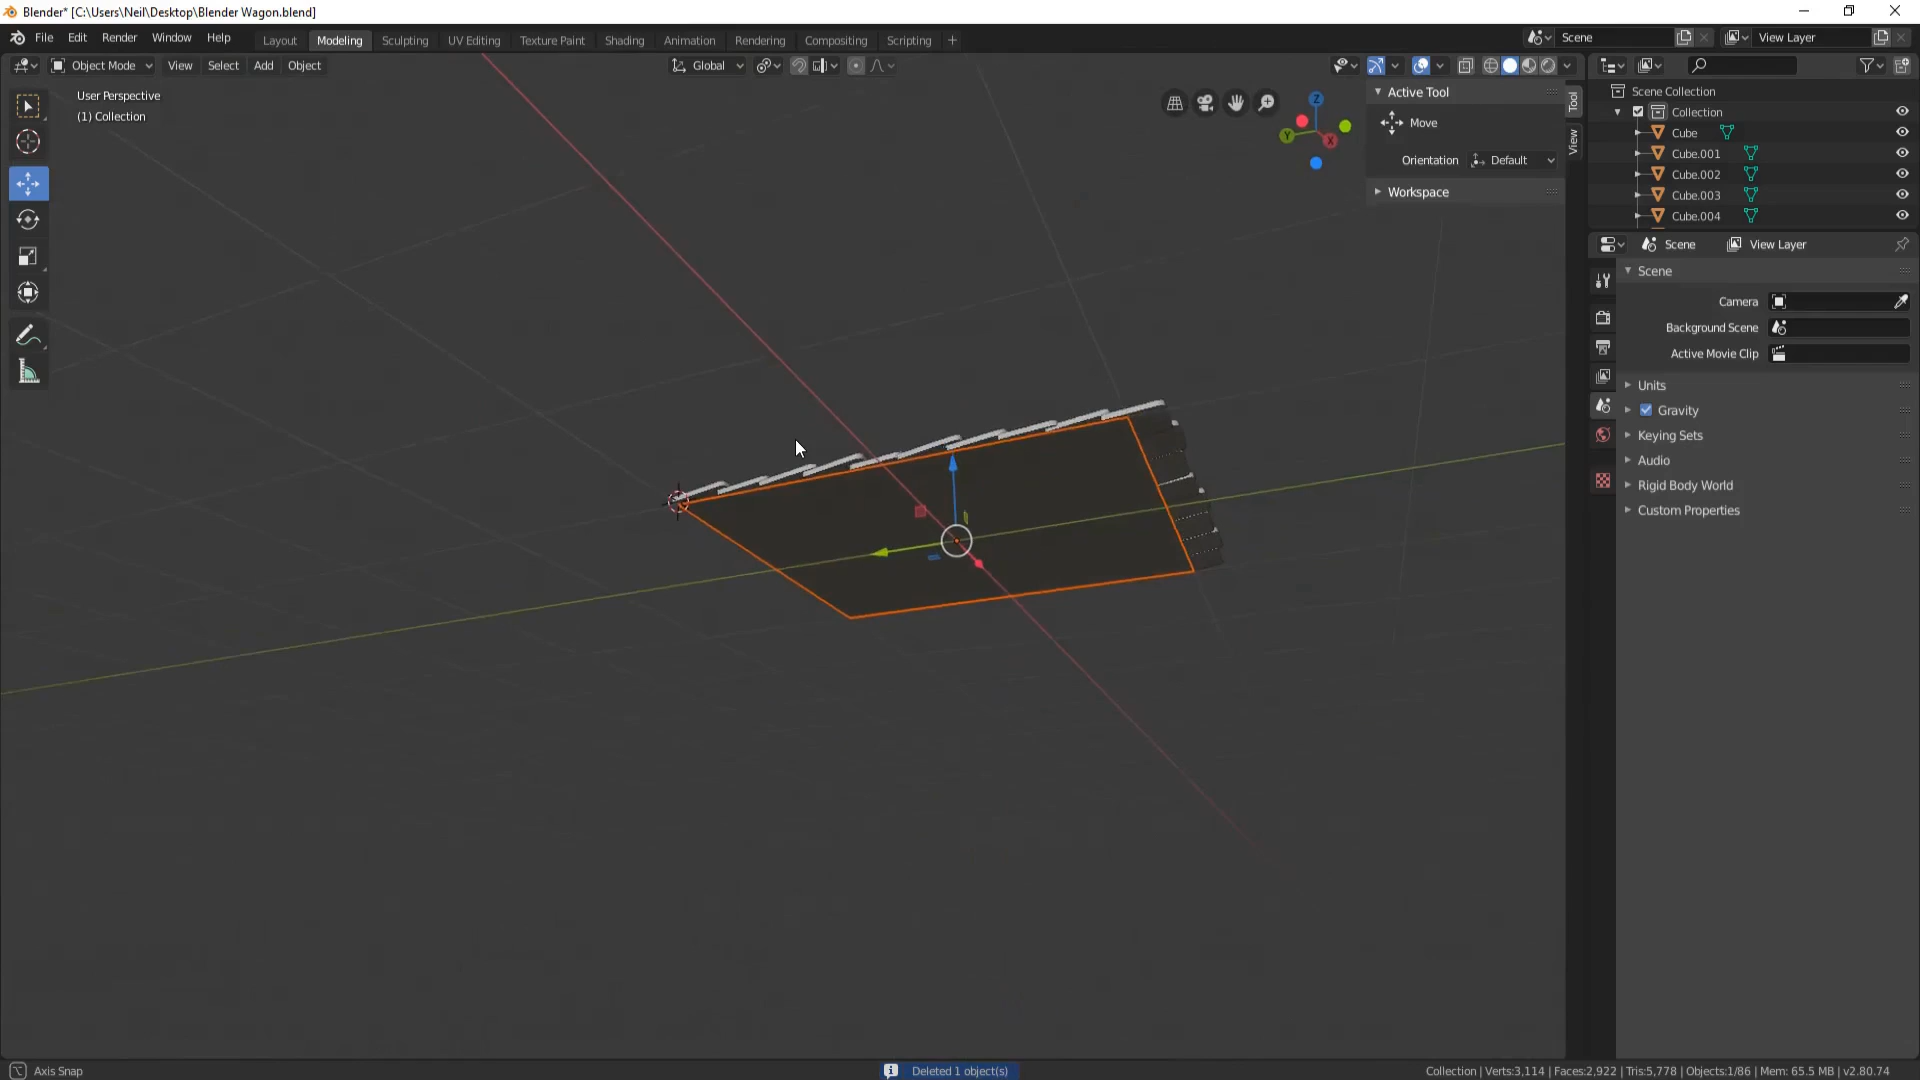 Blender* [C:\Users\Neil\Desktop\Blender Wagon.blend]
File Edit Render Window Help Layout Modeling Sculpting UV Editing Texture Paint Shading Animation Rendering Compositing Scripting + Scene View Layer
Object Mode View Select Add Object Global
User Perspective
(1) Collection
Active Tool
Move
Orientation Default
Workspace
Tool
View
X
Y
Z
Scene Collection
Collection
Cube
Cube.001
Cube.002
Cube.003
Cube.004
Scene View Layer
Scene
Camera
Background Scene
Active Movie Clip
Units
Gravity
Keying Sets
Audio
Rigid Body World
Custom Properties
Axis Snap Deleted 1 object(s) Collection | Verts:3,114 | Faces:2,922 | Tris:5,778 | Objects:1/86 | Mem: 65.5 MB | v2.80.74